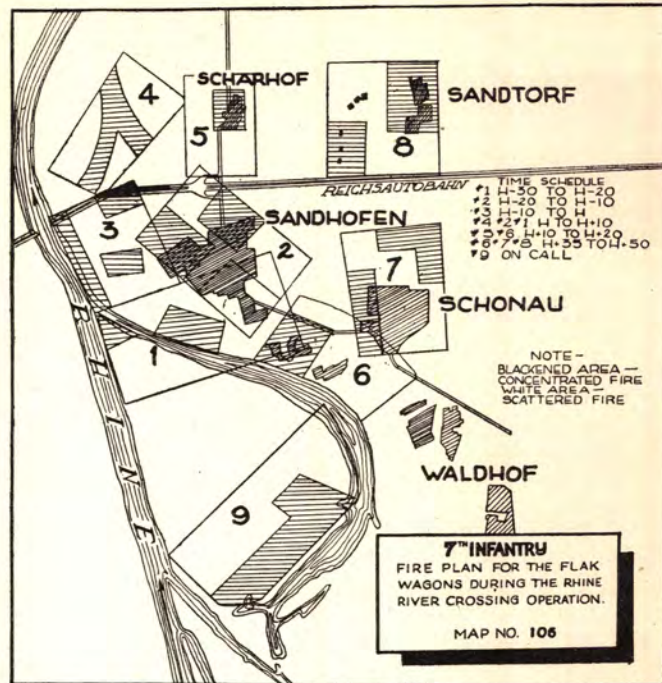 4
SCHARHOF
5
SANDTORF
8
REICHSAUTOBAHN
TIME SCHEDULE
#1 H-30 TO H-20
#2 H-20 TO H-10
#3 H-10 TO H
#4 #2 #1 H TO H+10
#5 #6 H+10 TO H+20
#6 #7 #8 H+35 TO H+50
#9 ON CALL
3
SANDHOFEN
2
7
SCHONAU
1
6
NOTE-
BLACKENED AREA—
CONCENTRATED FIRE
WHITE AREA—
SCATTERED FIRE
RHINE
WALDHOF
9
7TH INFANTRY
FIRE PLAN FOR THE FLAK
WAGONS DURING THE RHINE
RIVER CROSSING OPERATION.
MAP NO. 106